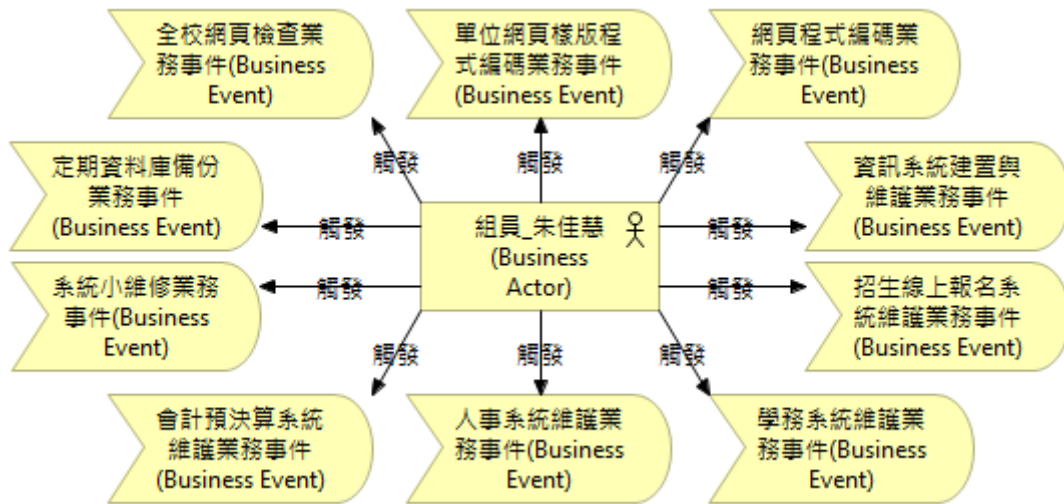 全校網頁檢查業
務事件(Business
Event)
單位網頁樣版程
式編碼業務事件
(Business Event)
網頁程式編碼業
務事件(Business
Event)
觸發
觸發
觸發
定期資料庫備份
業務事件
(Business Event)
觸發
組員_朱佳慧
(Business
Actor)
觸發
資訊系統建置與
維護業務事件
(Business Event)
系統小維修業務
事件(Business
Event)
觸發
觸發
招生線上報名系
統維護業務事件
(Business Event)
觸發
觸發
觸發
會計預決算系統
維護業務事件
(Business Event)
人事系統維護業
務事件(Business
Event)
學務系統維護業
務事件(Business
Event)